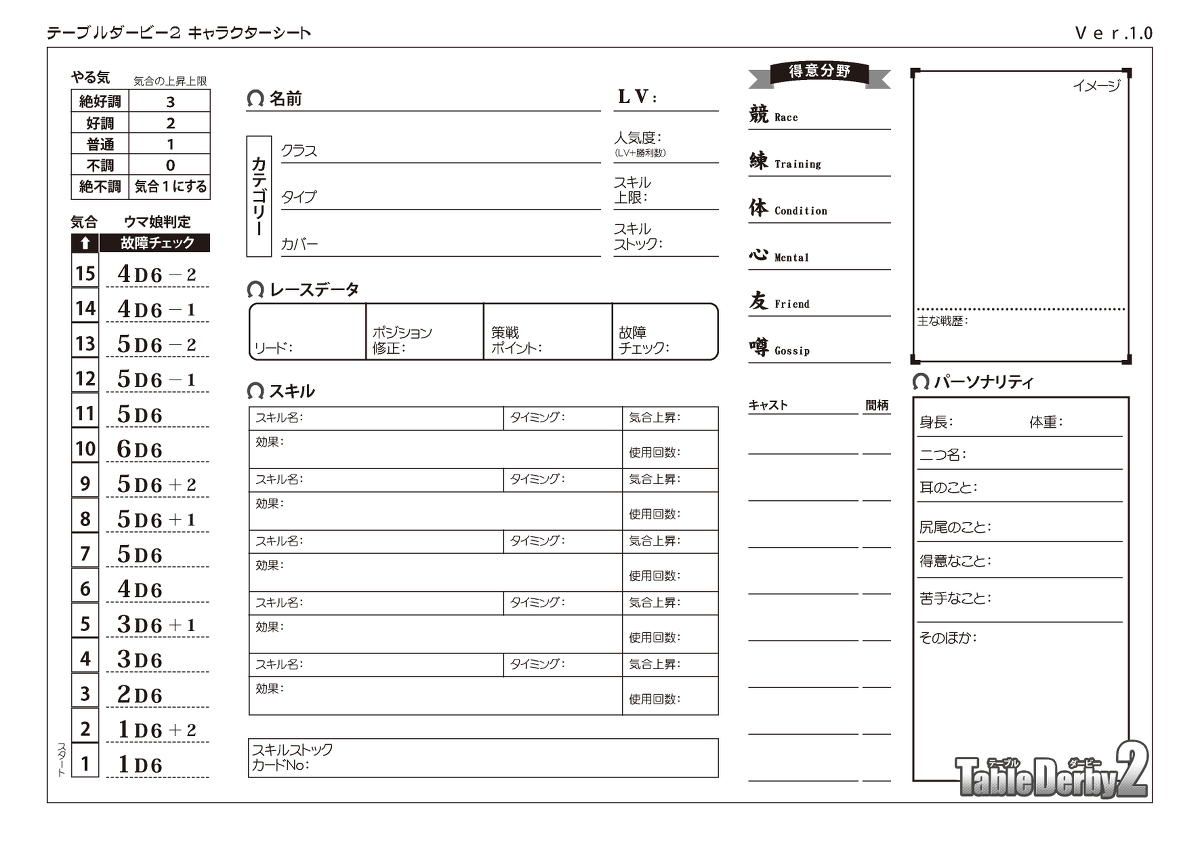 テーブルダービー2 キャラクターシート
Ver.1.0
やる気 気合の上昇上限
絶好調 3
好調 2
普通 1
不調 0
絶不調 気合1にする
気合 ウマ娘判定
⬆ 故障チェック
15 4D6－2
14 4D6－1
13 5D6－2
12 5D6－1
11 5D6
10 6D6
9 5D6＋2
8 5D6＋1
7 5D6
6 4D6
5 3D6＋1
4 3D6
3 2D6
2 1D6＋2
1 1D6
スタート
名前
LV：
カテゴリー
クラス
人気度：
（LV+勝利数）
タイプ
スキル
上限：
カバー
スキル
ストック：
レースデータ
リード：
ポジション
修正：
策戦
ポイント：
故障
チェック：
スキル
スキル名： タイミング： 気合上昇：
効果：
使用回数：
スキル名： タイミング： 気合上昇：
効果：
使用回数：
スキル名： タイミング： 気合上昇：
効果：
使用回数：
スキル名： タイミング： 気合上昇：
効果：
使用回数：
スキル名： タイミング： 気合上昇：
効果：
使用回数：
スキルストック
カードNo：
得意分野
競 Race
練 Training
体 Condition
心 Mental
友 Friend
噂 Gossip
キャスト 間柄
イメージ
主な戦歴：
パーソナリティ
身長： 体重：
二つ名：
耳のこと：
尻尾のこと：
得意なこと：
苦手なこと：
そのほか：
テーブル ダービー
TableDerby2